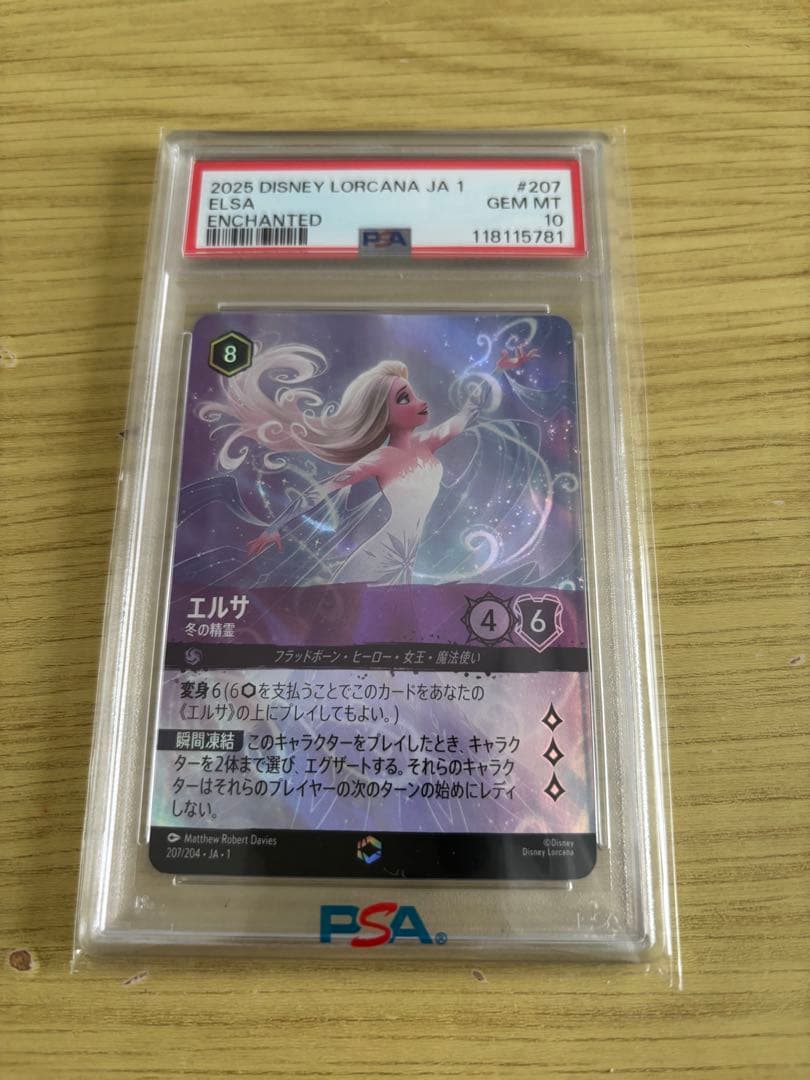 2025 DISNEY LORCANA JA 1 #207
ELSA GEM MT
ENCHANTED 10
PSA 118115781
8
エルサ
冬の精霊
4 6
フラッドボーン・ヒーロー・女王・魔法使い
変身 6 (6⬡を支払うことでこのカードをあなたの
《エルサ》の上にプレイしてもよい。)
瞬間凍結 このキャラクターをプレイしたとき、キャラク
ターを2体まで選び、エグザートする。それらのキャラク
ターはそれらのプレイヤーの次のターンの始めにレディ
しない。
Matthew Robert Davies ©Disney
207/204・JA・1 Disney Lorcana
PSA®